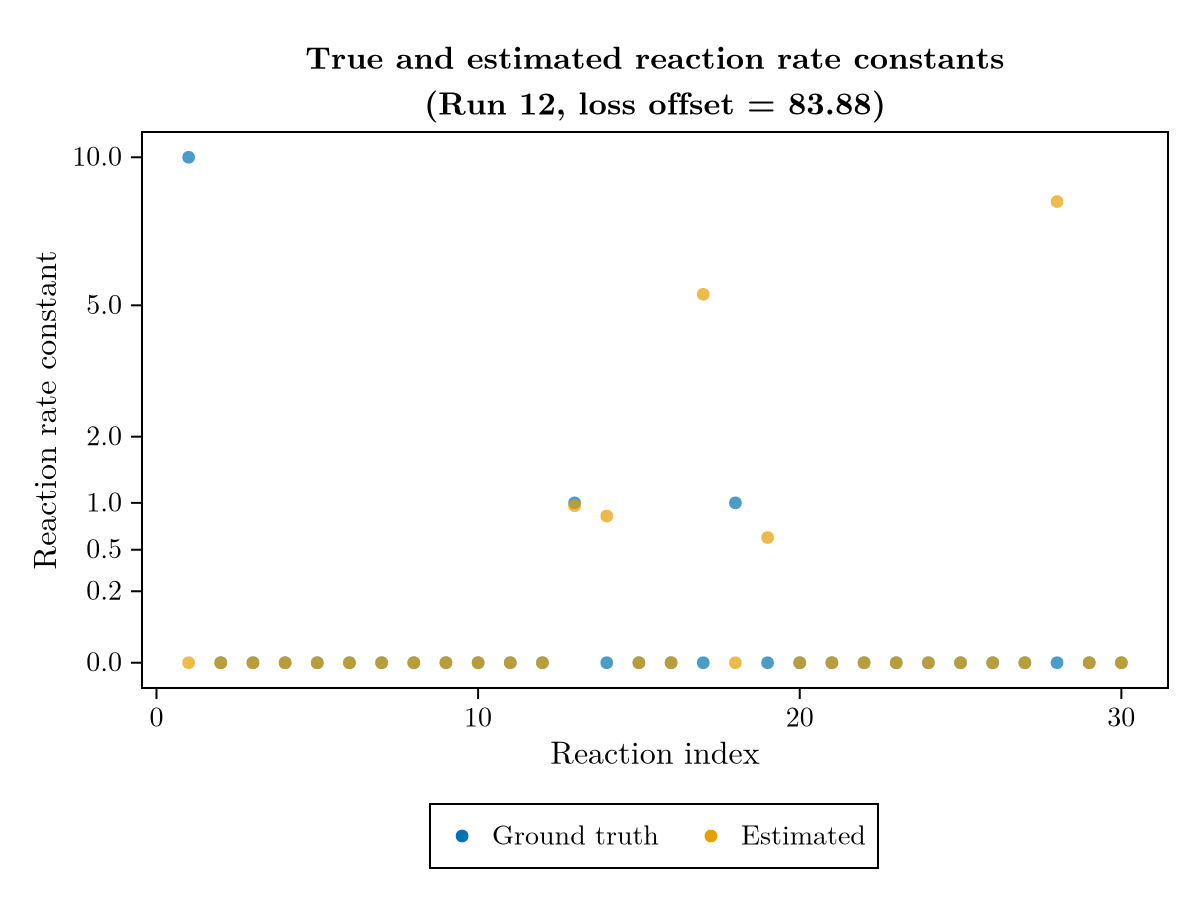 True and estimated reaction rate constants
(Run 12, loss offset = 83.88)
Reaction rate constant
10.0
5.0
2.0
1.0
0.5
0.2
0.0
0 10 20 30
Reaction index
Ground truth Estimated